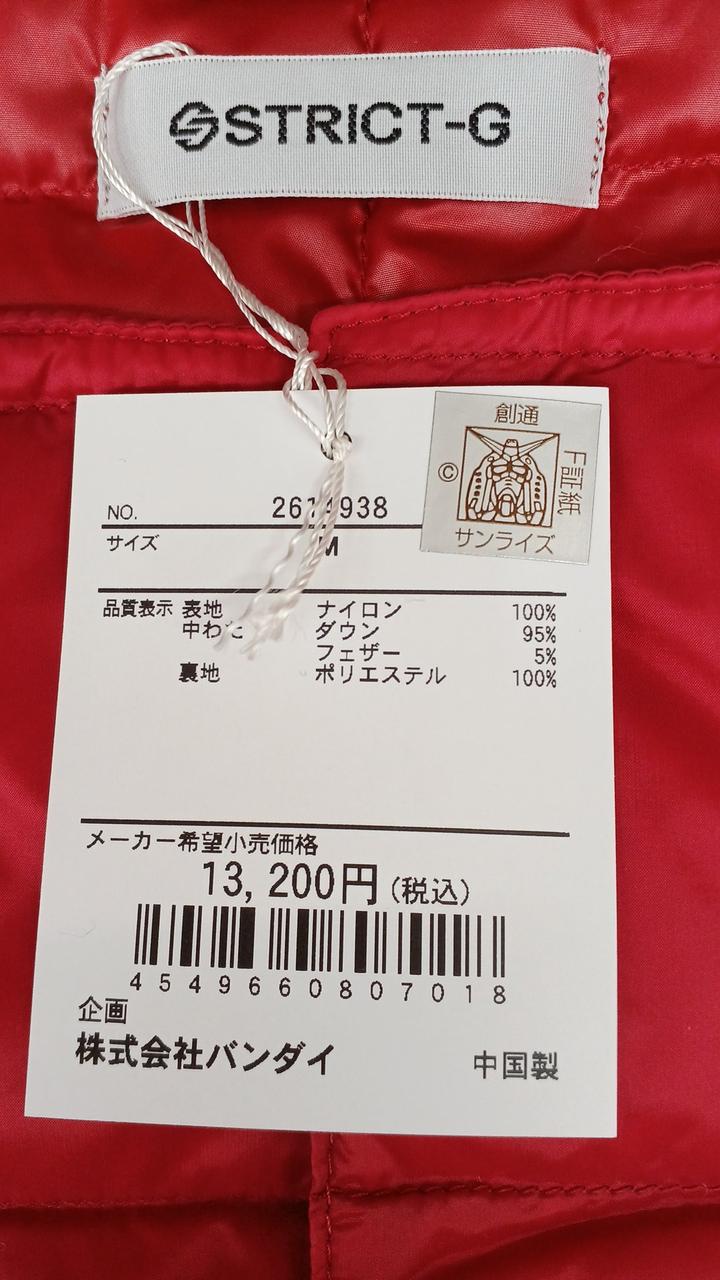 STRICT-G
創通
©
F証紙
サンライズ
NO.
サイズ M
品質表示 表地 ナイロン 100%
中わた ダウン 95%
フェザー 5%
裏地 ポリエステル 100%
メーカー希望小売価格
13,200円(税込)
4549660807018
企画
株式会社バンダイ
中国製